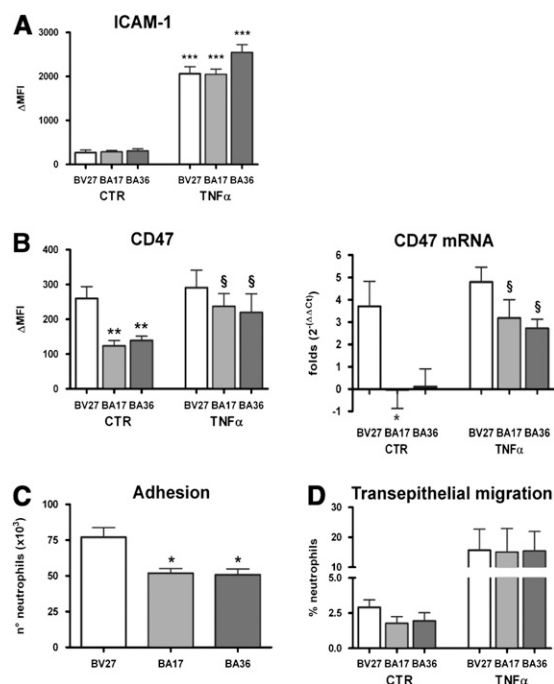 A
ICAM-1
3000
2000
1000
0
ΔMFI
***
***
***
BV27 BA17 BA36
BV27 BA17 BA36
CTR
TNFα
B
CD47
400
300
200
100
0
ΔMFI
**
**
§
§
BV27 BA17 BA36
BV27 BA17 BA36
CTR
TNFα
CD47 mRNA
6
5
4
3
2
1
0
-1
folds (2^-(ΔΔCt))
*
§
§
BV27 BA17 BA36
BV27 BA17 BA36
CTR
TNFα
C
Adhesion
100
75
50
25
0
n° neutrophils (x10³)
*
*
BV27
BA17
BA36
D
Transepithelial migration
30
20
10
5.0
2.5
0.0
% neutrophils
BV27 BA17 BA36
BV27 BA17 BA36
CTR
TNFα